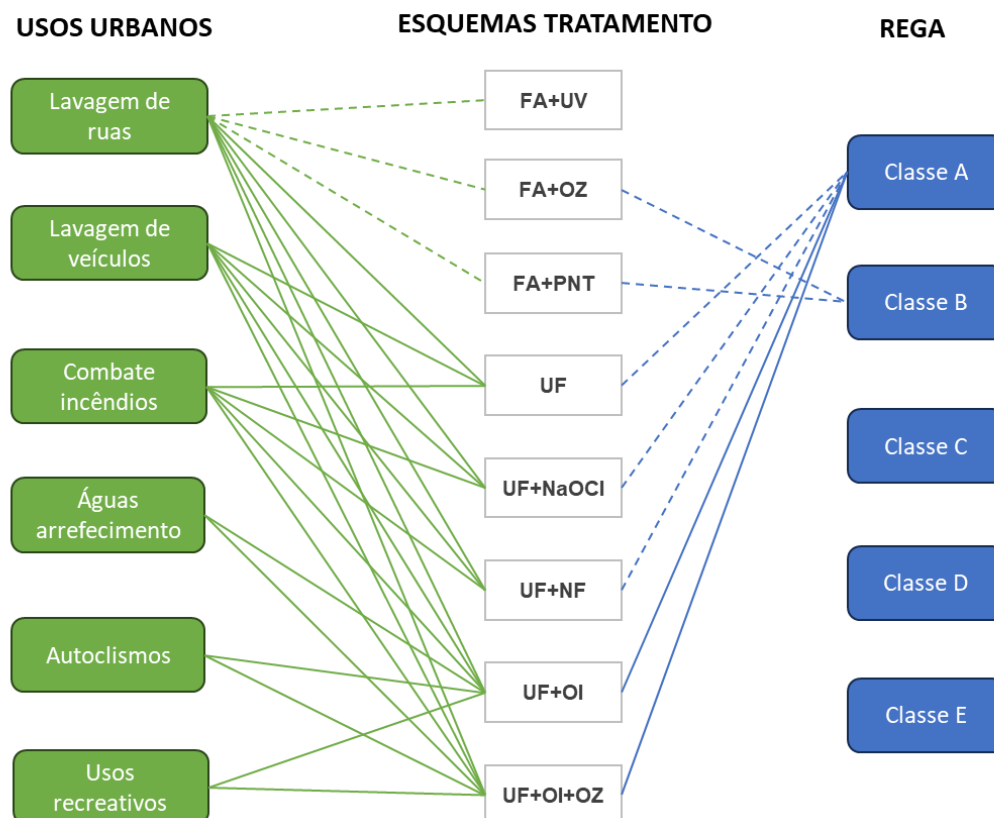 USOS URBANOS
ESQUEMAS TRATAMENTO
REGA
Lavagem de
ruas
Lavagem de
veículos
Combate
incêndios
Águas
arrefecimento
Autoclismos
Usos
recreativos
FA+UV
FA+OZ
FA+PNT
UF
UF+NaOCl
UF+NF
UF+OI
UF+OI+OZ
Classe A
Classe B
Classe C
Classe D
Classe E